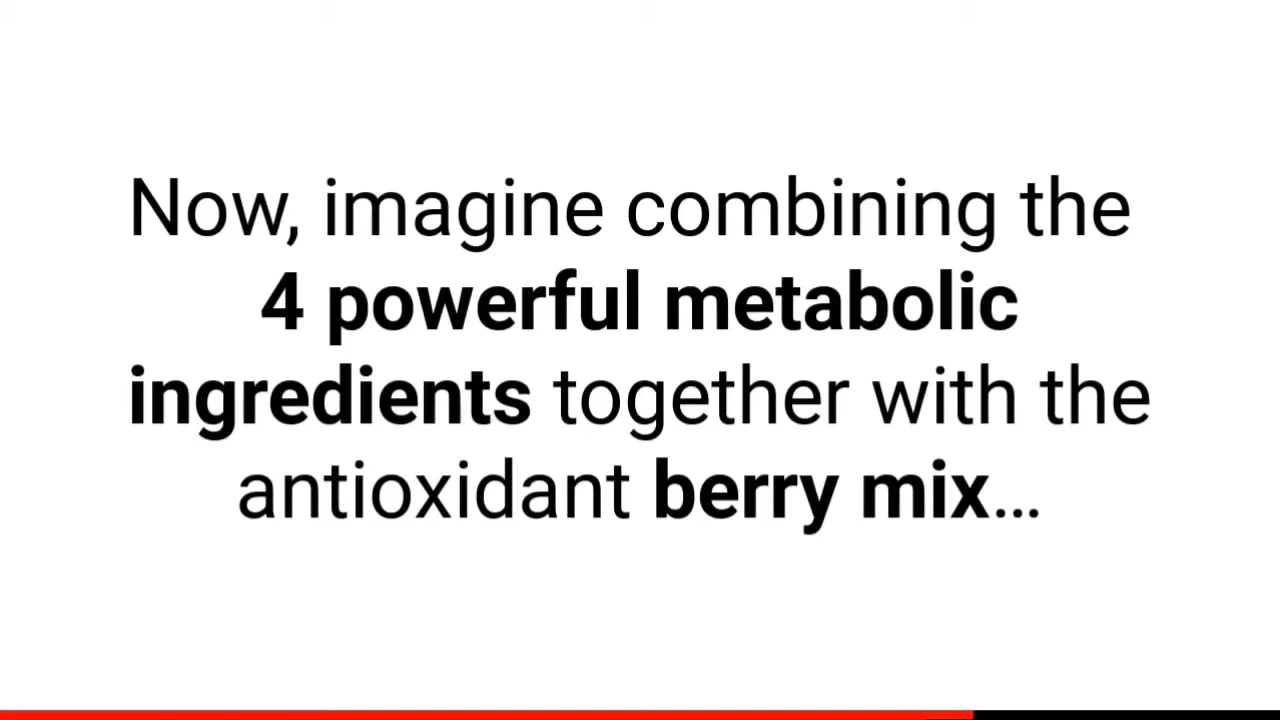 Now, imagine combining the
4 powerful metabolic
ingredients together with the
antioxidant berry mix...